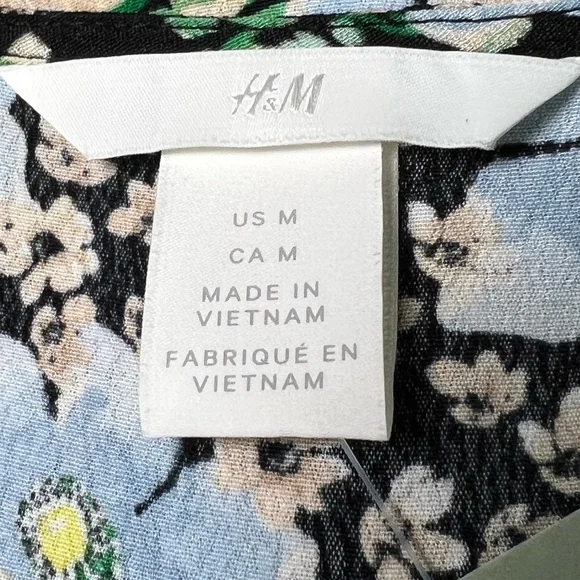 H&M
US M
CA M
MADE IN
VIETNAM
FABRIQUÉ EN
VIETNAM